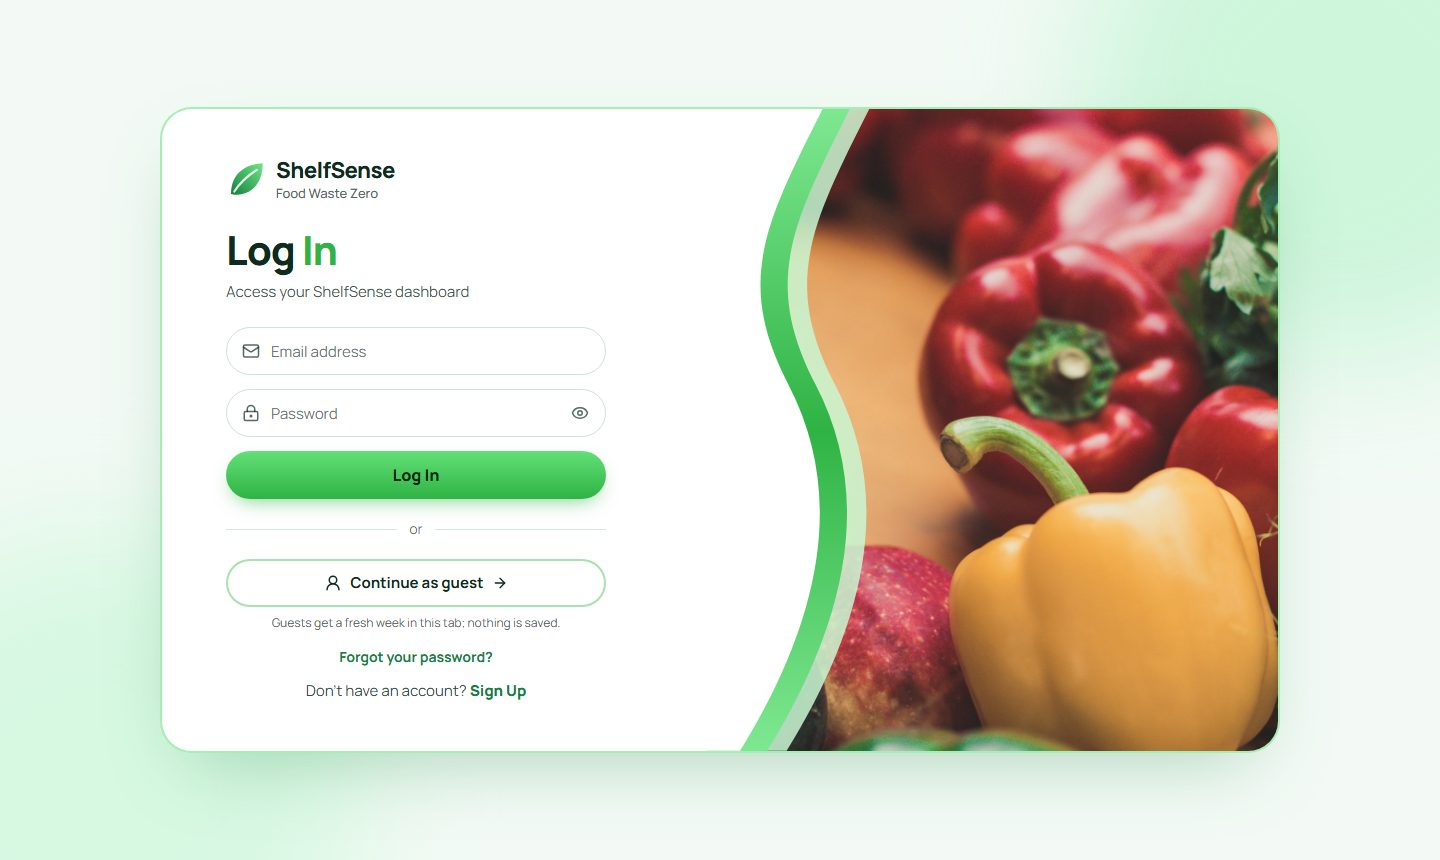 ShelfSense
Food Waste Zero
Log In
Access your ShelfSense dashboard
Email address
Password
Log In
or
Continue as guest
Guests get a fresh week in this tab; nothing is saved.
Forgot your password?
Don't have an account? Sign Up